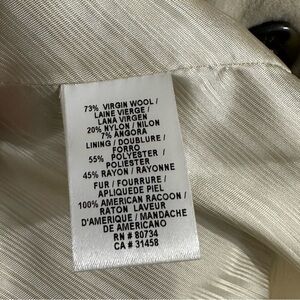 73% VIRGIN WOOL /
LAINE VIERGE /
LANA VIRGEN
20% NYLON / NILON
7% ANGORA
LINING / DOUBLURE /
FORRO
55% POLYESTER /
POLIESTER
45% RAYON / RAYONNE
FUR / FOURRURE /
APLIQUEDE PIEL
100% AMERICAN RACOON /
RATON LAVEUR
D'AMERIQUE / MANDACHE
DE AMERICANO
RN # 80734
CA # 31458